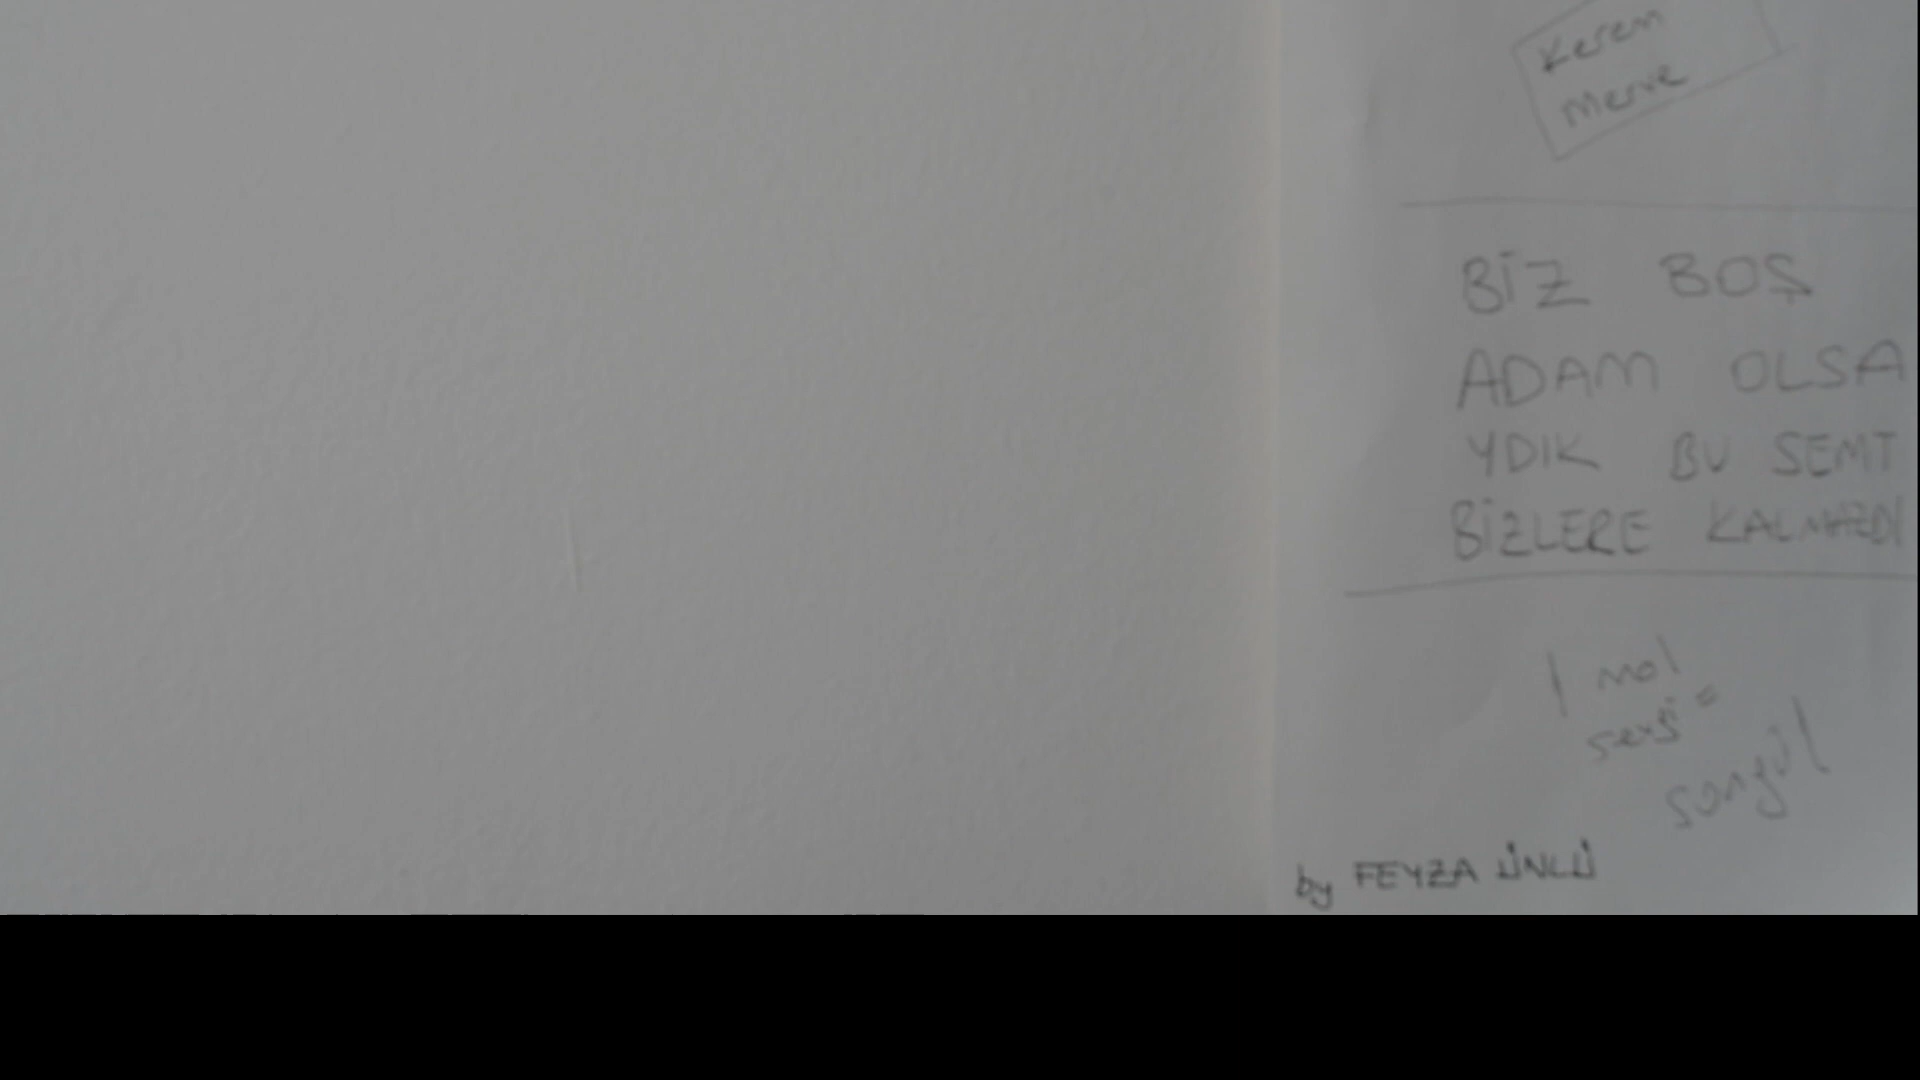 Kerem
Merve
BİZ BOŞ
ADAM OLSA
YDIK BU SEMT
BİZLERE KALMAZDI
1 mol
sevgi =
songül
by FEYZA ÜNLÜ